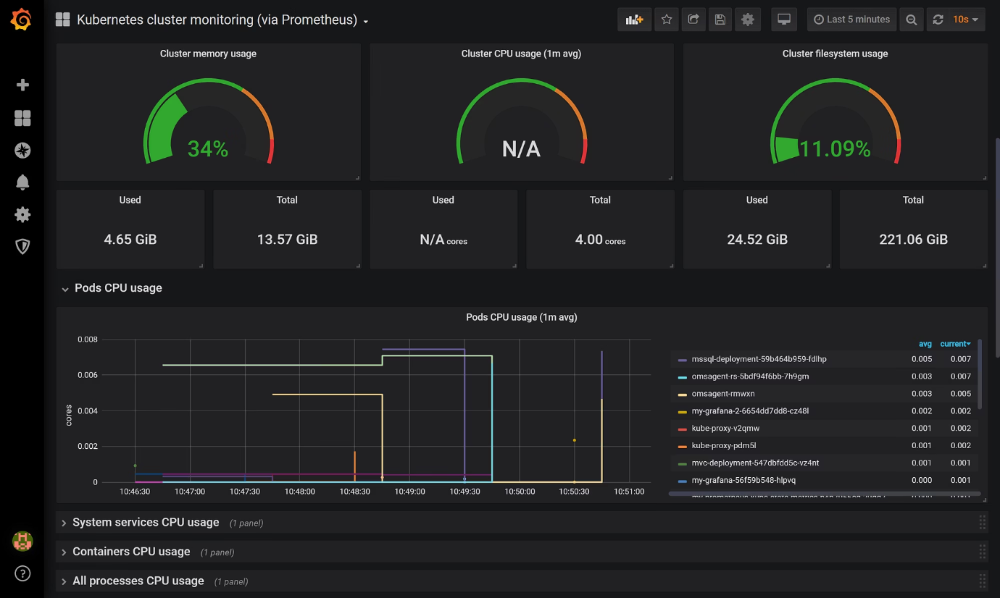 Kubernetes cluster monitoring (via Prometheus)
Last 5 minutes
10s
Cluster memory usage
Cluster CPU usage (1m avg)
Cluster filesystem usage
34%
N/A
11.09%
Used
Total
Used
Total
Used
Total
4.65 GiB
13.57 GiB
N/A cores
4.00 cores
24.52 GiB
221.06 GiB
Pods CPU usage
Pods CPU usage (1m avg)
cores
0.008
0.006
0.004
0.002
0
10:46:30 10:47:00 10:47:30 10:48:00 10:48:30 10:49:00 10:49:30 10:50:00 10:50:30 10:51:00
avg current
mssql-deployment-59b464b959-fdlhp 0.005 0.007
omsagent-rs-5bdf94f6bb-7h9gm 0.003 0.007
omsagent-rmwxn 0.003 0.005
my-grafana-2-6654dd7dd8-cz48l 0.002 0.002
kube-proxy-v2qmw 0.001 0.002
kube-proxy-pdm5l 0.001 0.002
mvc-deployment-547dbfdd5c-vz4nt 0.001 0.001
my-grafana-56f59b548-hlpvq 0.000 0.001
System services CPU usage (1 panel)
Containers CPU usage (1 panel)
All processes CPU usage (1 panel)